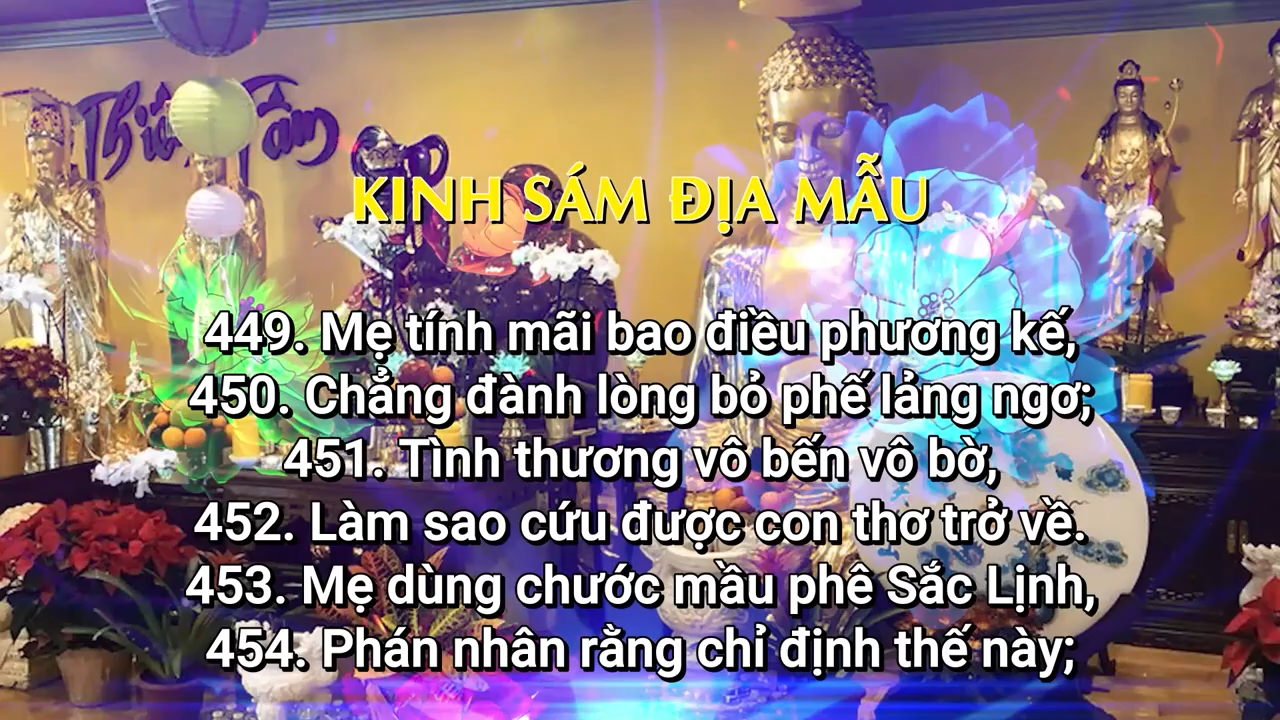 Thiên Tâm
KINH SÁM ĐỊA MẪU
449. Mẹ tính mãi bao điều phương kế,
450. Chẳng đành lòng bỏ phế lảng ngơ;
451. Tình thương vô bến vô bờ,
452. Làm sao cứu được con thơ trở về.
453. Mẹ dùng chước mầu phê Sắc Lịnh,
454. Phán nhân rằng chỉ định thế này;